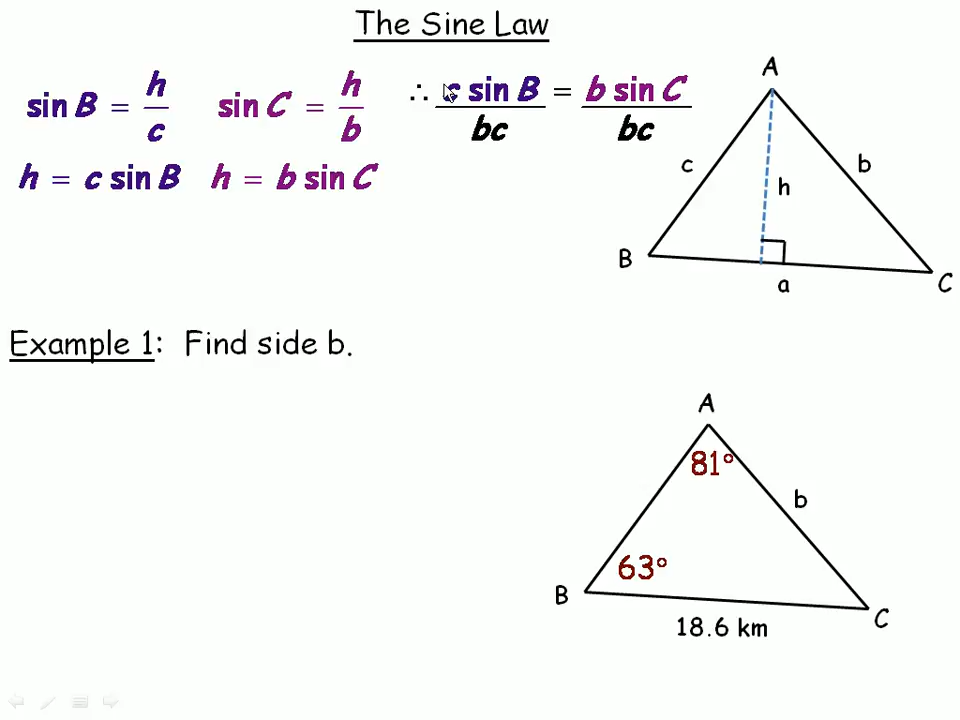 The Sine Law
sin B = h/c
sin C = h/b
∴ c sin B / bc = b sin C / bc
h = c sin B
h = b sin C
A
c
b
h
B
a
C
Example 1: Find side b.
A
81°
b
63°
B
C
18.6 km